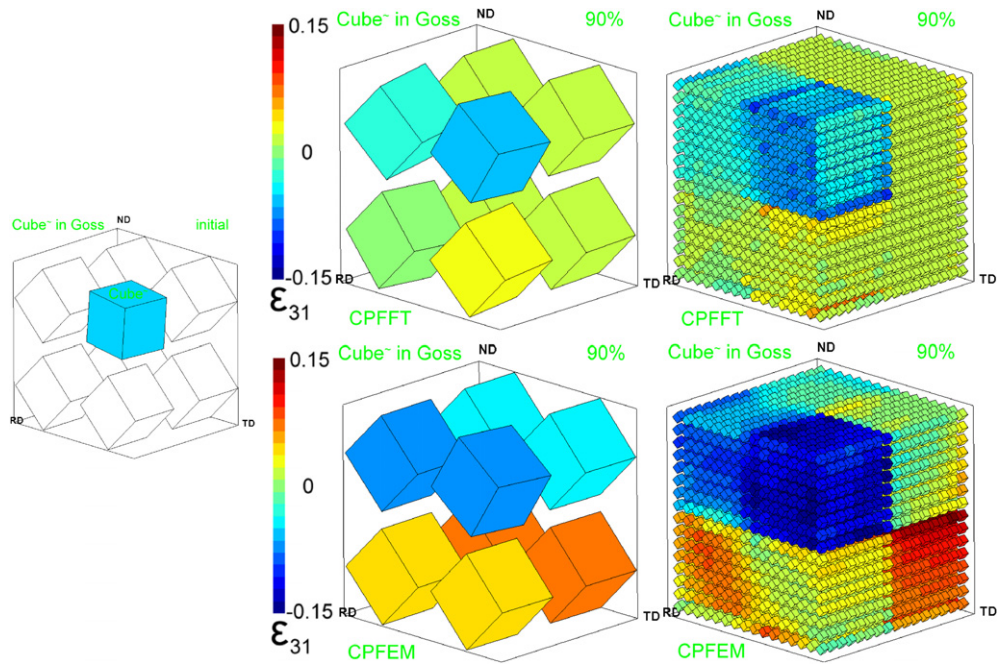 Cube~ in Goss
ND
initial
Cube
RD
TD
0.15
0
-0.15
ε31
Cube~ in Goss
90%
ND
RD
TD
CPFFT
Cube~ in Goss
90%
ND
RD
TD
CPFFT
0.15
0
-0.15
ε31
Cube~ in Goss
90%
ND
RD
TD
CPFEM
Cube~ in Goss
90%
ND
RD
TD
CPFEM